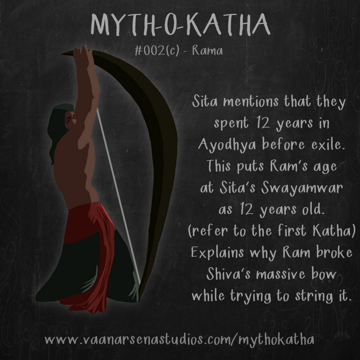 MYTH-O-KATHA
#002(c) - Rama
Sita mentions that they
spent 12 years in
Ayodhya before exile.
This puts Ram's age
at Sita's Swayamwar
as 12 years old.
(refer to the first Katha)
Explains why Ram broke
Shiva's massive bow
while trying to string it.
www.vaanarsenastudios.com/mythokatha